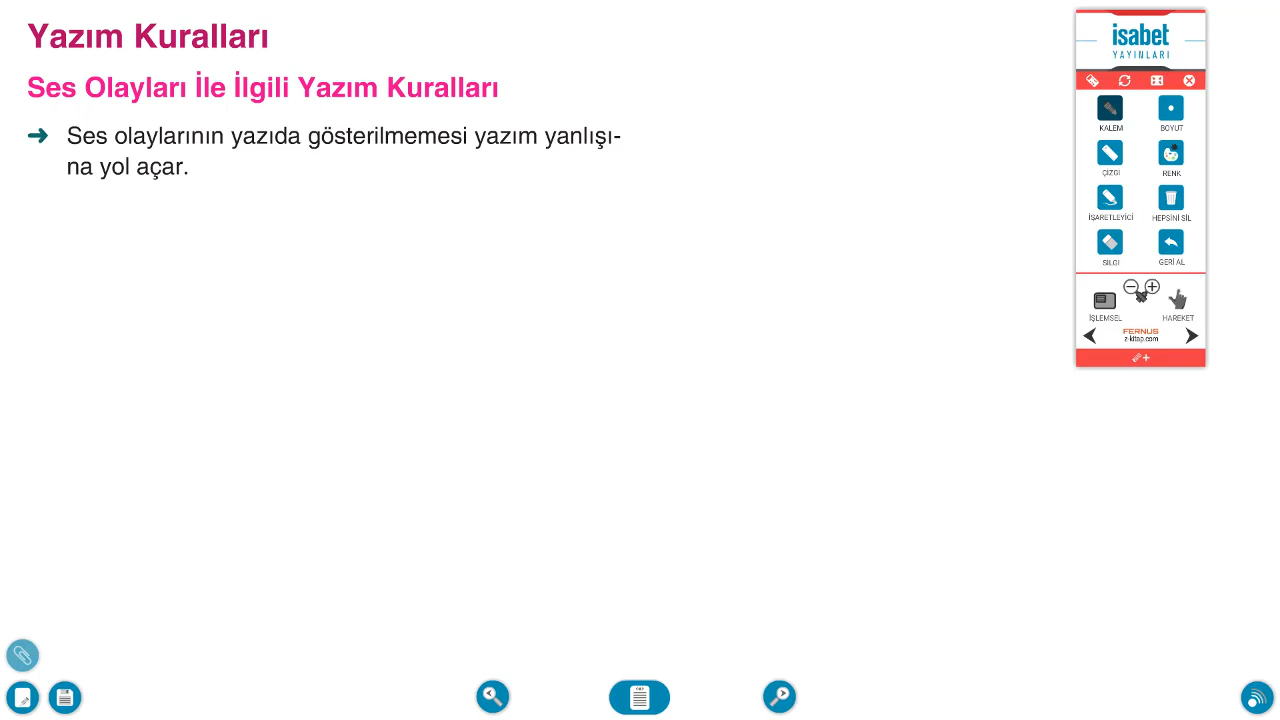 Yazım Kuralları
Ses Olayları İle İlgili Yazım Kuralları
➜ Ses olaylarının yazıda gösterilmemesi yazım yanlışı-
na yol açar.
isabet
YAYINLARI
KALEM
BOYUT
ÇİZGİ
RENK
İŞARETLEYİCİ
HEPSİNİ SİL
SİLGİ
GERİ AL
İŞLEMSEL
HAREKET
FERNUS
z-kitap.com